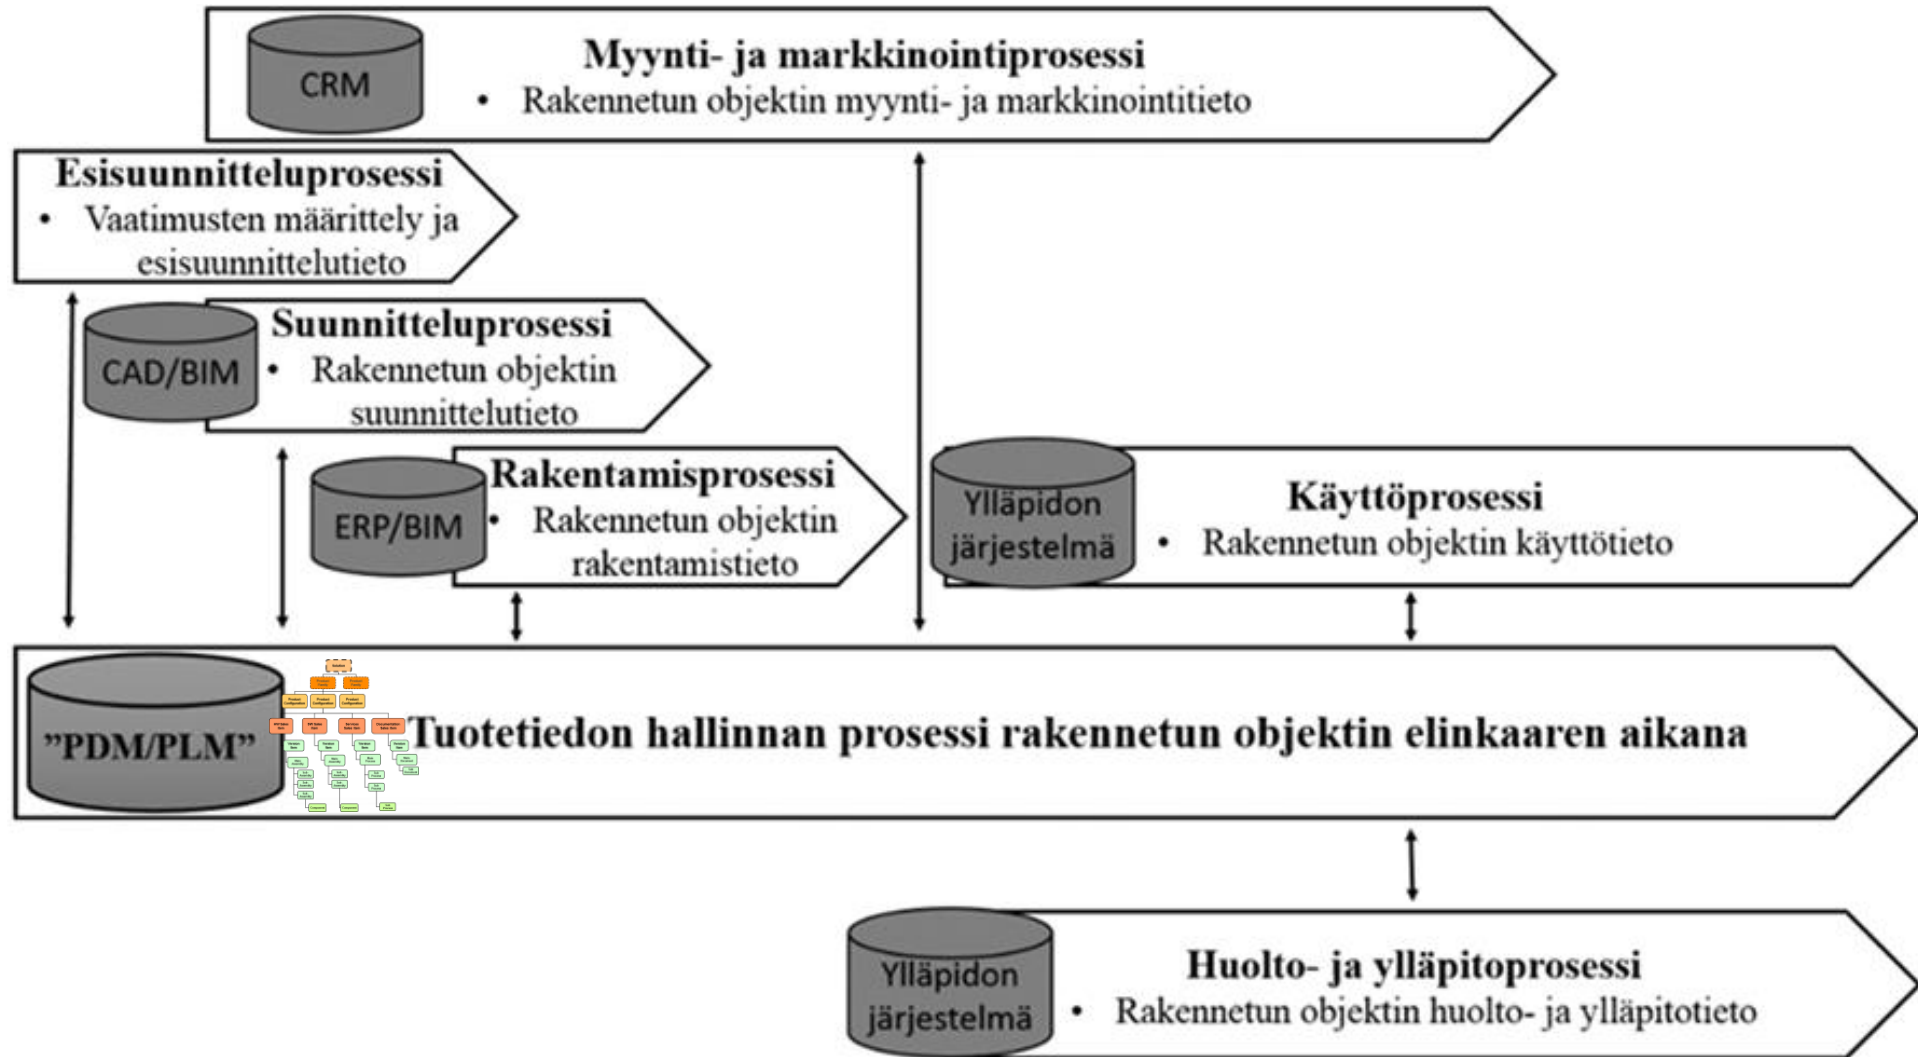 CRM
Myynti- ja markkinointiprosessi
• Rakennetun objektin myynti- ja markkinointitieto
Esisuunnitteluprosessi
• Vaatimusten määrittely ja
esisuunnittelutieto
CAD/BIM
Suunnitteluprosessi
• Rakennetun objektin
suunnittelutieto
ERP/BIM
Rakentamisprosessi
• Rakennetun objektin
rakentamistieto
Ylläpidon
järjestelmä
Käyttöprosessi
• Rakennetun objektin käyttötieto
”PDM/PLM”
Tuotetiedon hallinnan prosessi rakennetun objektin elinkaaren aikana
Ylläpidon
järjestelmä
Huolto- ja ylläpitoprosessi
• Rakennetun objektin huolto- ja ylläpitotieto